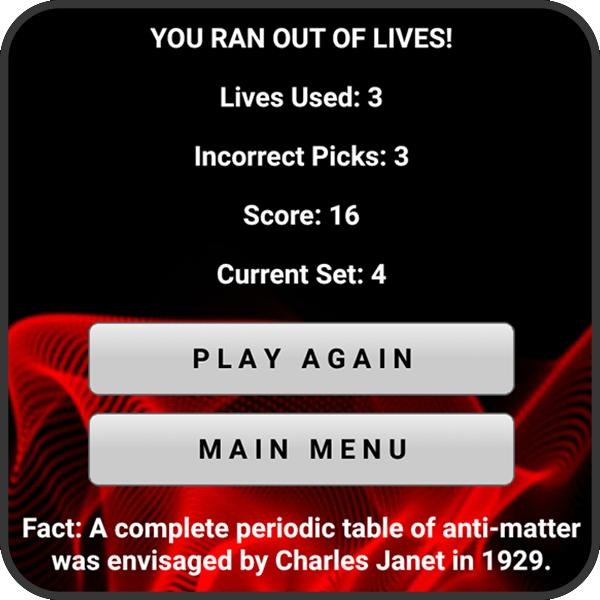 YOU RAN OUT OF LIVES!
Lives Used: 3
Incorrect Picks: 3
Score: 16
Current Set: 4
PLAY AGAIN
MAIN MENU
Fact: A complete periodic table of anti-matter
was envisaged by Charles Janet in 1929.